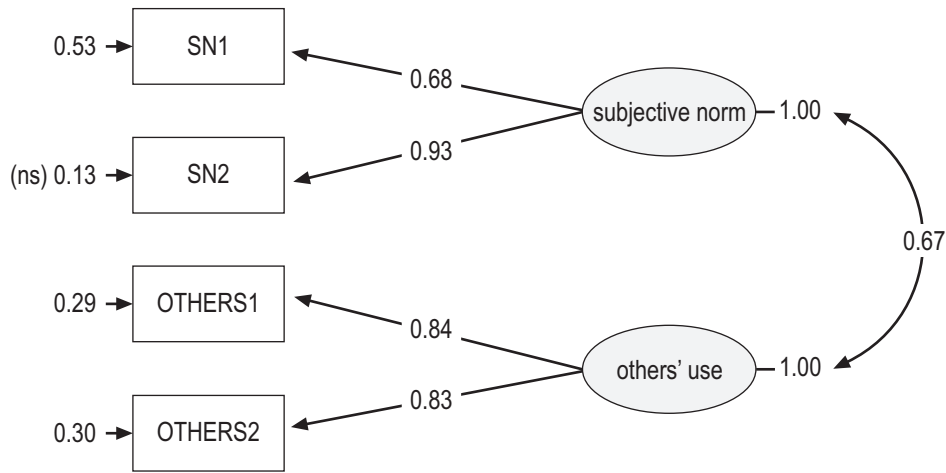 0.53
SN1
0.68
subjective norm
1.00
0.93
(ns) 0.13
SN2
0.67
0.29
OTHERS1
0.84
others’ use
1.00
0.83
0.30
OTHERS2